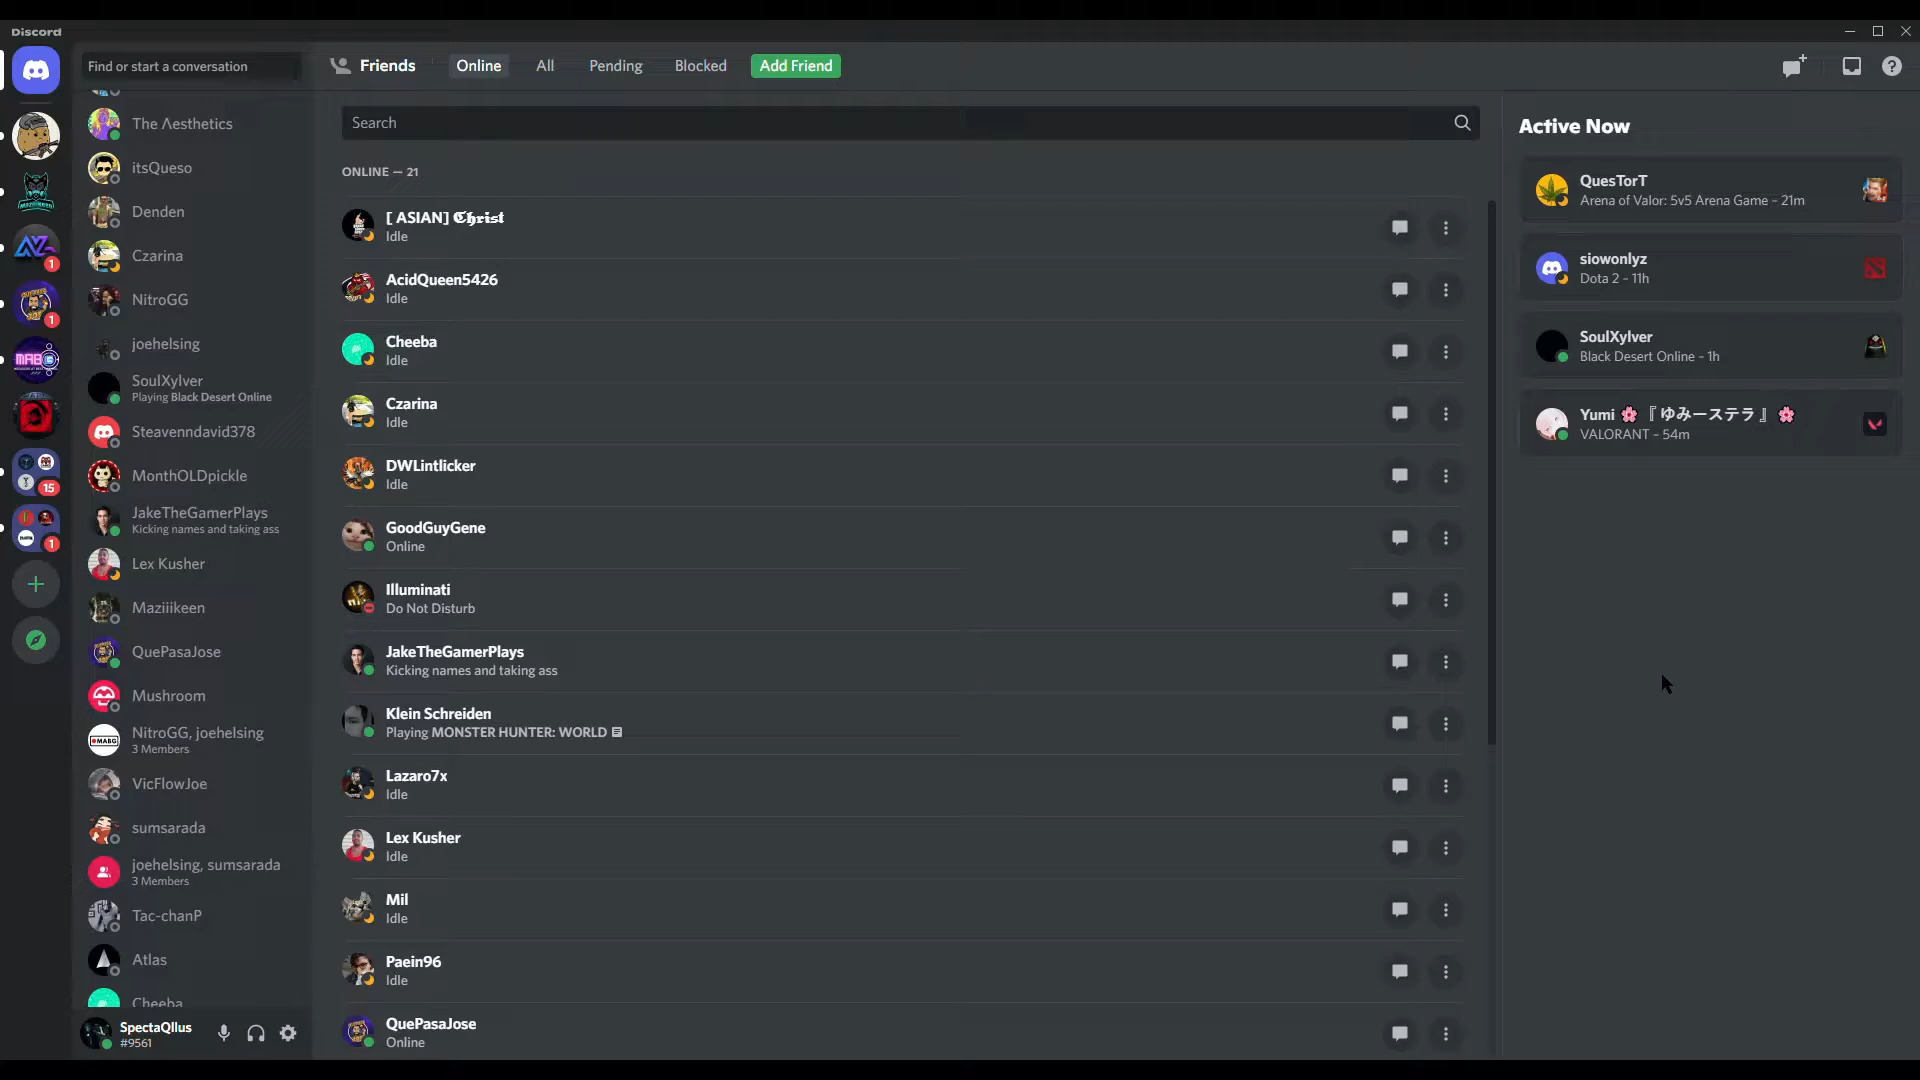 Discord
Find or start a conversation
Friends
Online
All
Pending
Blocked
Add Friend
The Λesthetics
itsQueso
Denden
Czarina
NitroGG
joehelsing
SoulXylver
Playing Black Desert Online
Steavenndavid378
MonthOLDpickle
JakeTheGamerPlays
Kicking names and taking ass
Lex Kusher
Maziiikeen
QuePasaJose
Mushroom
NitroGG, joehelsing
3 Members
VicFlowJoe
sumsarada
joehelsing, sumsarada
3 Members
Tac-chanP
Atlas
Cheeba
SpectaQllus
#9561
1
1
15
1
Search
ONLINE — 21
[ ASIAN] 𝕮𝖍𝖗𝖎𝖘𝖙
Idle
AcidQueen5426
Idle
Cheeba
Idle
Czarina
Idle
DWLintlicker
Idle
GoodGuyGene
Online
Illuminati
Do Not Disturb
JakeTheGamerPlays
Kicking names and taking ass
Klein Schreiden
Playing MONSTER HUNTER: WORLD
Lazaro7x
Idle
Lex Kusher
Idle
Mil
Idle
Paein96
Idle
QuePasaJose
Online
Active Now
QuesTorT
Arena of Valor: 5v5 Arena Game – 21m
siowonlyz
Dota 2 – 11h
SoulXylver
Black Desert Online – 1h
Yumi 🌸『ゆみーステラ』🌸
VALORANT – 54m